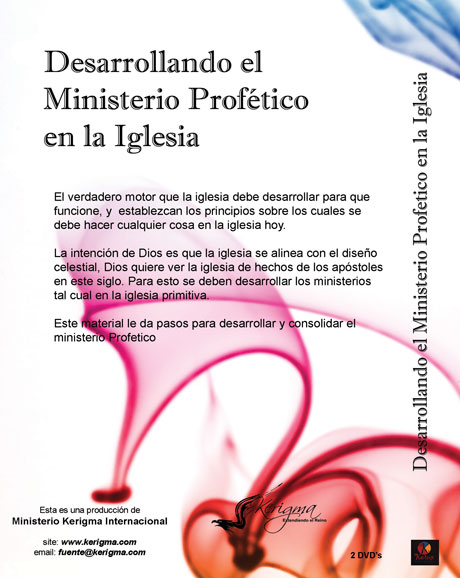 Desarrollando el
Ministerio Profético
en la Iglesia
El verdadero motor que la iglesia debe desarrollar para que
funcione, y establezcan los principios sobre los cuales se
debe hacer cualquier cosa en la iglesia hoy.
La intención de Dios es que la iglesia se alinea con el diseño
celestial, Dios quiere ver la iglesia de hechos de los apóstoles
en este siglo. Para esto se deben desarrollar los ministerios
tal cual en la iglesia primitiva.
Este material le da pasos para desarrollar y consolidar el
ministerio Profetico
Esta es una producción de
Ministerio Kerigma Internacional
site: www.kerigma.com
email: fuente@kerigma.com
Kerigma
Extendiendo el Reino
2 DVD's
Desarrollando el Ministerio Profetico en la Iglesia